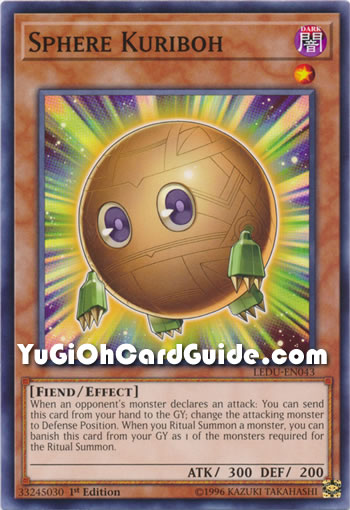 SPHERE KURIBOH
DARK
闇
YuGiOhCardGuide.com
LEDU-EN043
[FIEND/EFFECT]
When an opponent's monster declares an attack: You can send
this card from your hand to the GY; change the attacking monster
to Defense Position. When you Ritual Summon a monster, you can
banish this card from your GY as 1 of the monsters required for
the Ritual Summon.
ATK/ 300 DEF/ 200
33245030 1st Edition ©1996 KAZUKI TAKAHASHI